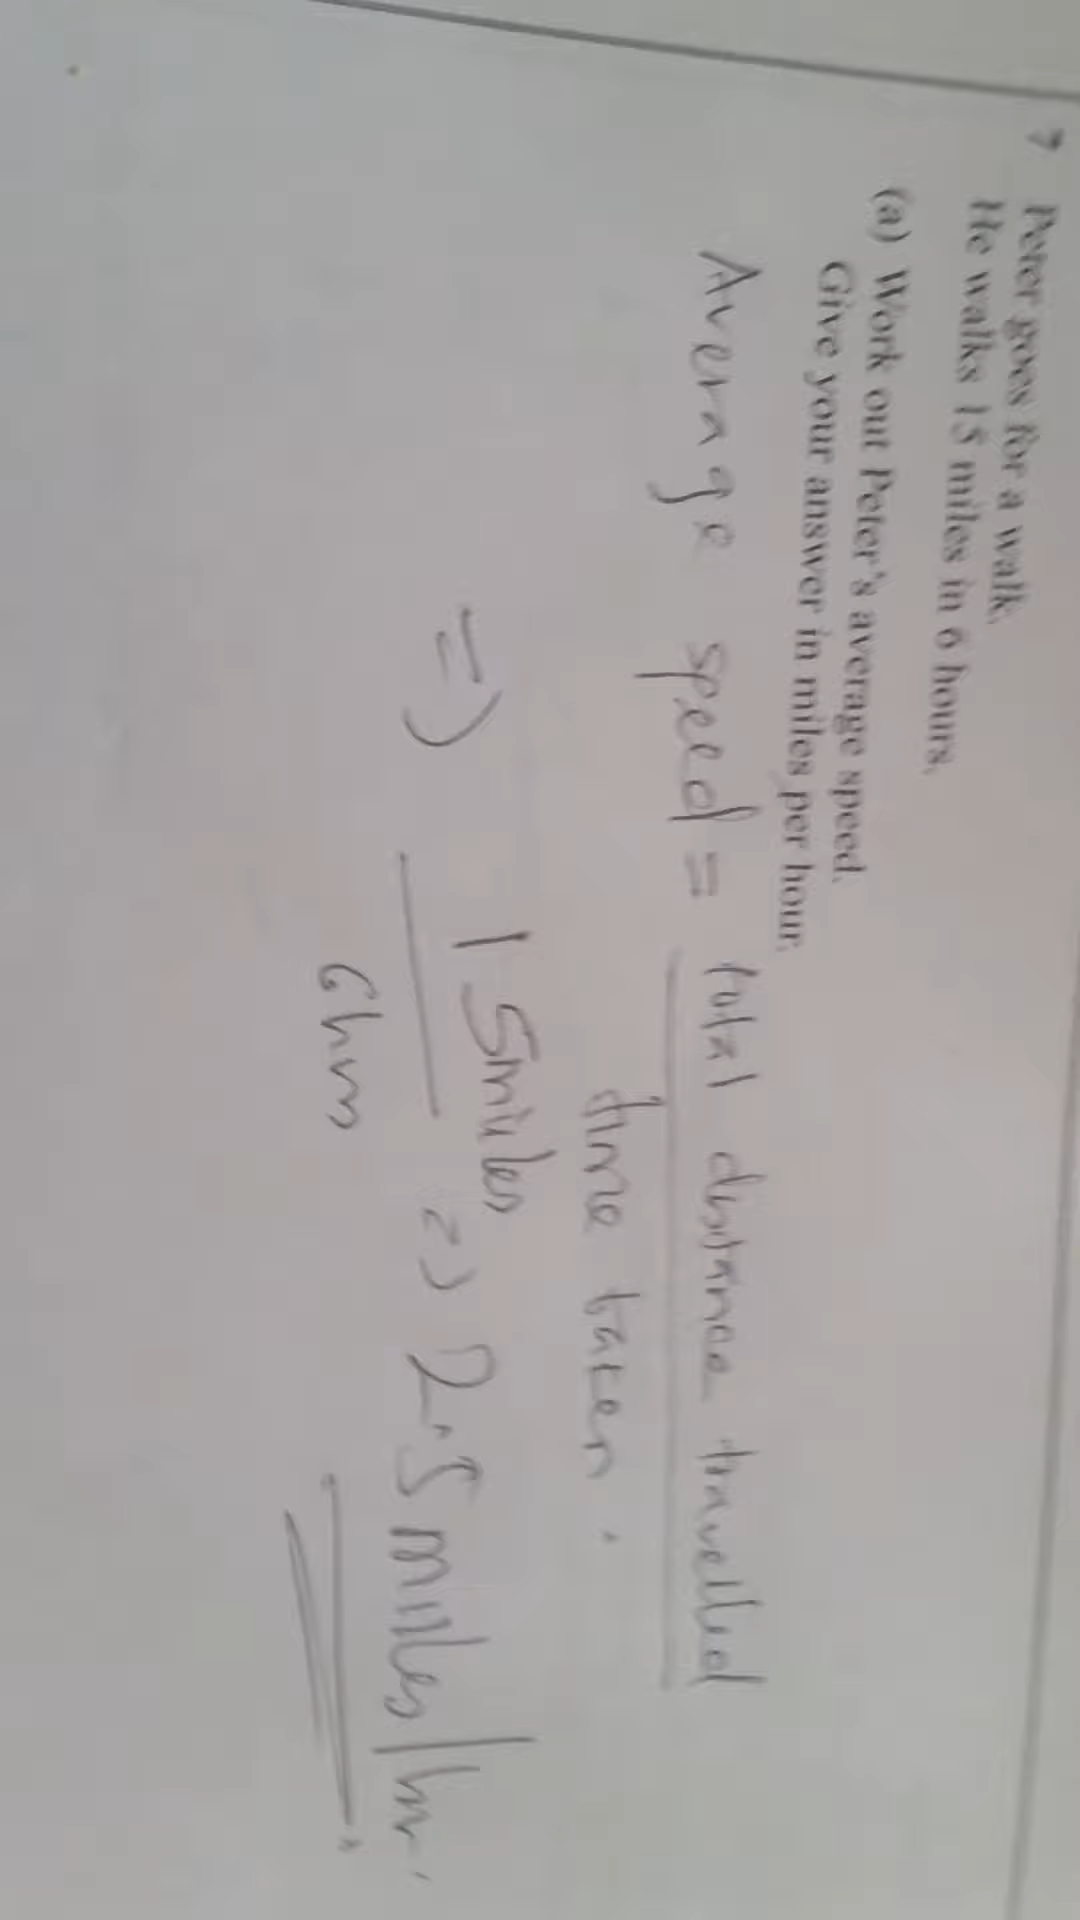 7 Peter goes for a walk.
He walks 15 miles in 6 hours.
(a) Work out Peter's average speed.
Give your answer in miles per hour.
Average speed = total distance travelled
time taken.
=> 15miles => 2.5 miles/hr.
6hrs